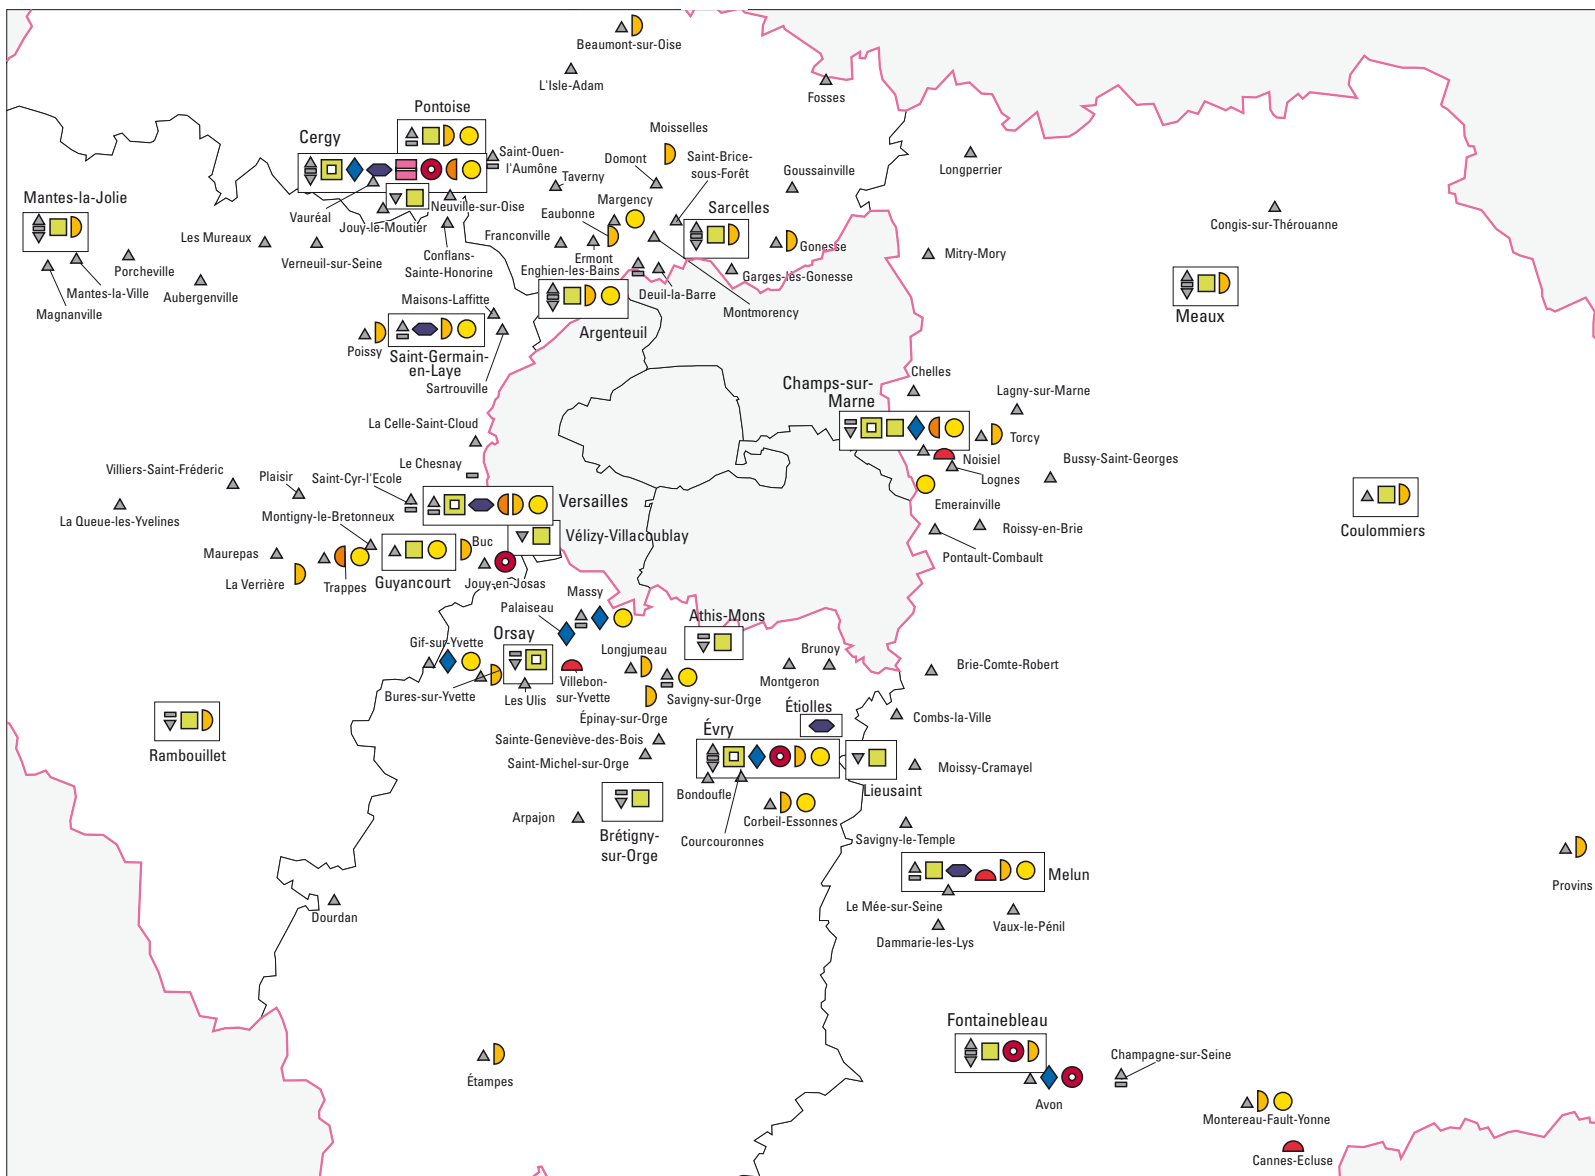 Beaumont-sur-Oise
L'Isle-Adam
Fosses
Pontoise
Cergy
Moisselles
Saint-Ouen-
l'Aumône
Domont
Saint-Brice-
sous-Forêt
Goussainville
Longperrier
Taverny
Mantes-la-Jolie
Vauréal
Jouy-le-Moutier
Neuville-sur-Oise
Margency
Eaubonne
Sarcelles
Congis-sur-Thérouanne
Les Mureaux
Franconville
Ermont
Gonesse
Verneuil-sur-Seine
Conflans-
Sainte-Honorine
Mitry-Mory
Porcheville
Enghien-les-Bains
Garges-lès-Gonesse
Mantes-la-Ville
Aubergenville
Deuil-la-Barre
Magnanville
Maisons-Laffitte
Montmorency
Meaux
Argenteuil
Poissy
Saint-Germain-
en-Laye
Sartrouville
Chelles
Champs-sur-
Marne
Lagny-sur-Marne
La Celle-Saint-Cloud
Torcy
Noisiel
Bussy-Saint-Georges
Le Chesnay
Villiers-Saint-Fréderic
Plaisir
Saint-Cyr-l'Ecole
Lognes
Versailles
Emerainville
La Queue-les-Yvelines
Montigny-le-Bretonneux
Roissy-en-Brie
Coulommiers
Vélizy-Villacoublay
Buc
Pontault-Combault
Maurepas
La Verrière
Trappes
Guyancourt
Jouy-en-Josas
Massy
Palaiseau
Athis-Mons
Orsay
Gif-sur-Yvette
Longjumeau
Brunoy
Brie-Comte-Robert
Montgeron
Bures-sur-Yvette
Les Ulis
Villebon-
sur-Yvette
Savigny-sur-Orge
Épinay-sur-Orge
Étiolles
Combs-la-Ville
Évry
Sainte-Geneviève-des-Bois
Rambouillet
Saint-Michel-sur-Orge
Moissy-Cramayel
Bondoufle
Lieusaint
Arpajon
Corbeil-Essonnes
Brétigny-
sur-Orge
Courcouronnes
Savigny-le-Temple
Melun
Provins
Le Mée-sur-Seine
Dourdan
Vaux-le-Pénil
Dammarie-les-Lys
Fontainebleau
Champagne-sur-Seine
Étampes
Avon
Montereau-Fault-Yonne
Cannes-Ecluse